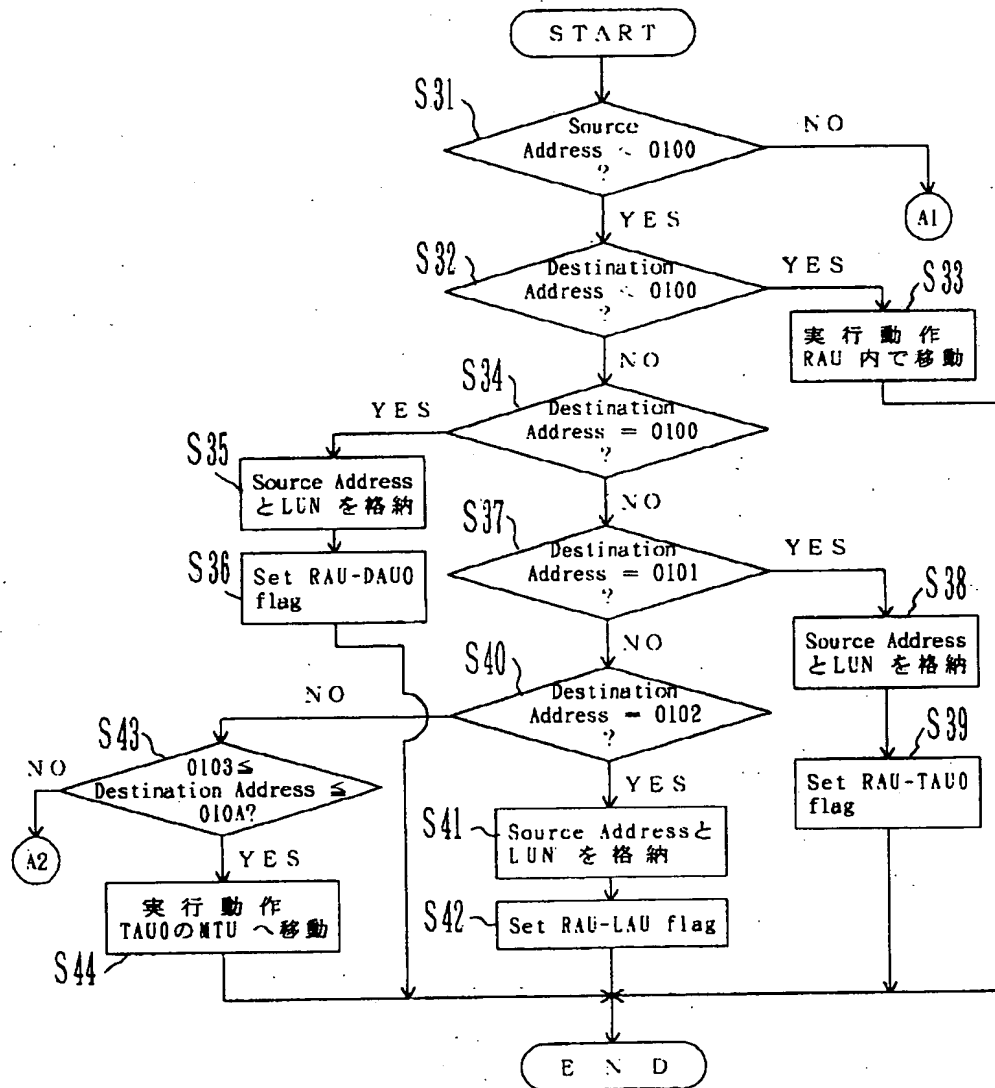 START
S31
Source
Address < 0100
?
NO
A1
YES
S32
Destination
Address < 0100
?
YES
S33
実行動作
RAU 内で移動
NO
S34
Destination
Address = 0100
?
YES
S35
Source Address
とLUN を格納
S36
Set RAU-DAU0
flag
NO
S37
Destination
Address = 0101
?
YES
S38
Source Address
とLUN を格納
S39
Set RAU-TAU0
flag
NO
S40
Destination
Address = 0102
?
NO
S43
0103≦
Destination Address ≦
010A?
NO
A2
YES
実行動作
TAU0のMTU へ移動
S44
YES
S41
Source Addressと
LUN を格納
S42
Set RAU-LAU flag
END